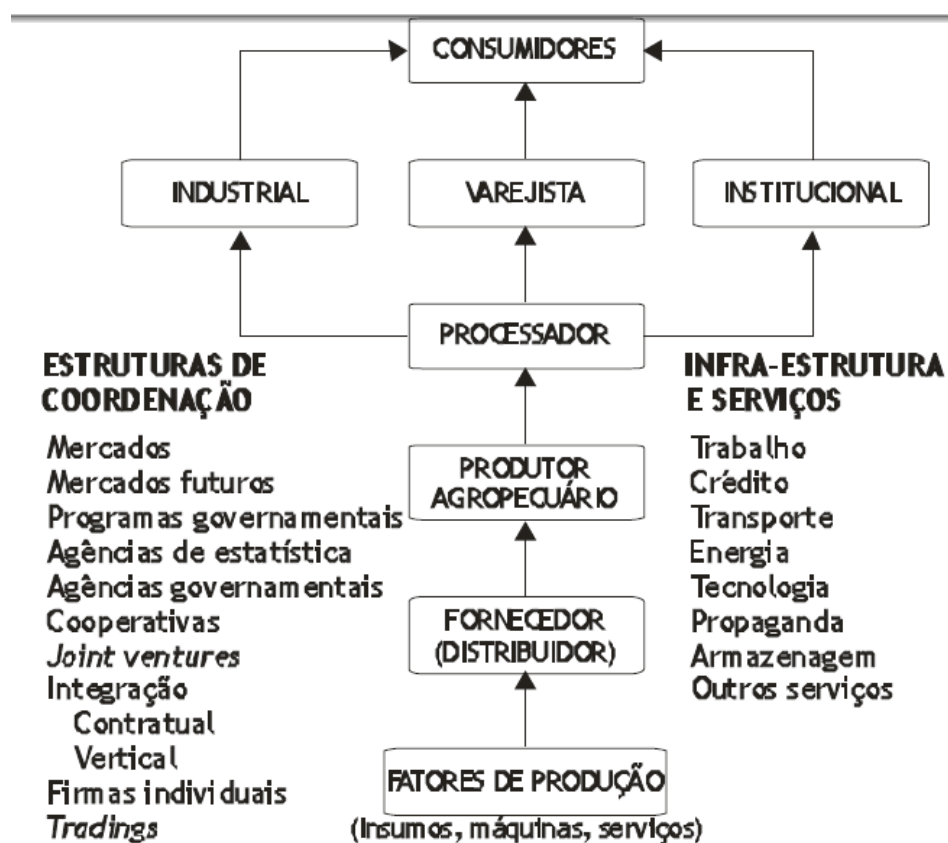 CONSUMIDORES
INDUSTRIAL
VAREJISTA
INSTITUCIONAL
PROCESSADOR
ESTRUTURAS DE
COORDENAÇÃO
Mercados
Mercados futuros
Programas governamentais
Agências de estatística
Agências governamentais
Cooperativas
Joint ventures
Integração
Contratual
Vertical
Firmas individuais
Tradings
PRODUTOR
AGROPECUÁRIO
FORNECEDOR
(DISTRIBUIDOR)
FATORES DE PRODUÇÃO
(Insumos, máquinas, serviços)
INFRA-ESTRUTURA
E SERVIÇOS
Trabalho
Crédito
Transporte
Energia
Tecnologia
Propaganda
Armazenagem
Outros serviços